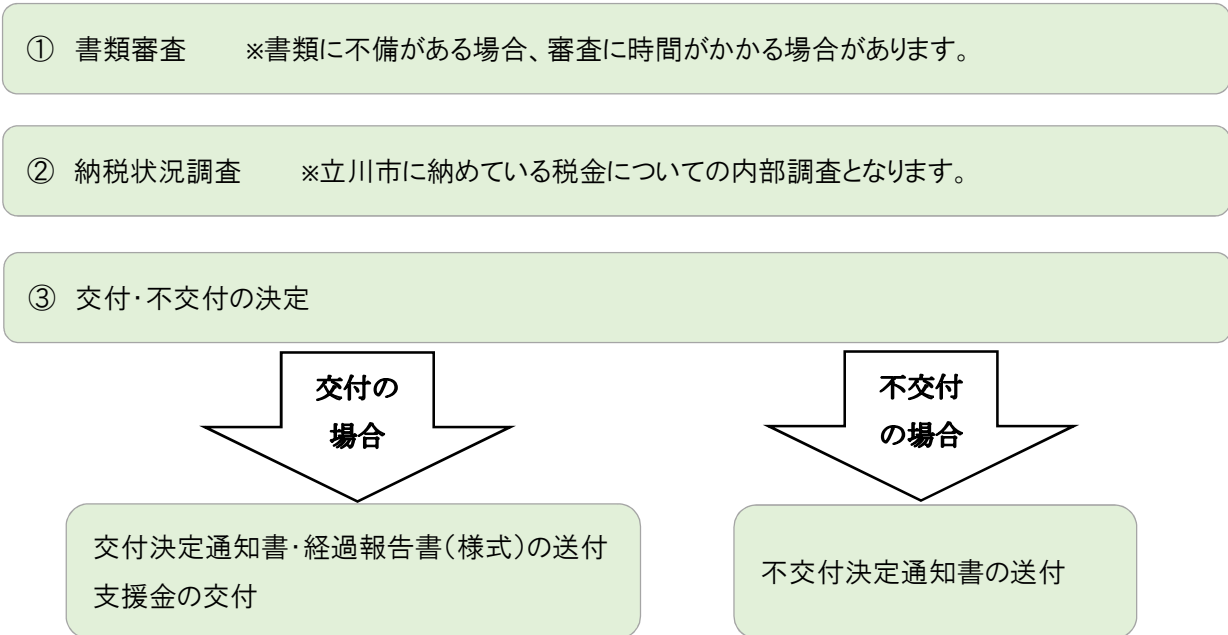 ① 書類審査 ※書類に不備がある場合、審査に時間がかかる場合があります。
② 納税状況調査 ※立川市に納めている税金についての内部調査となります。
③ 交付・不交付の決定
交付の
場合
不交付
の場合
交付決定通知書・経過報告書（様式）の送付
支援金の交付
不交付決定通知書の送付